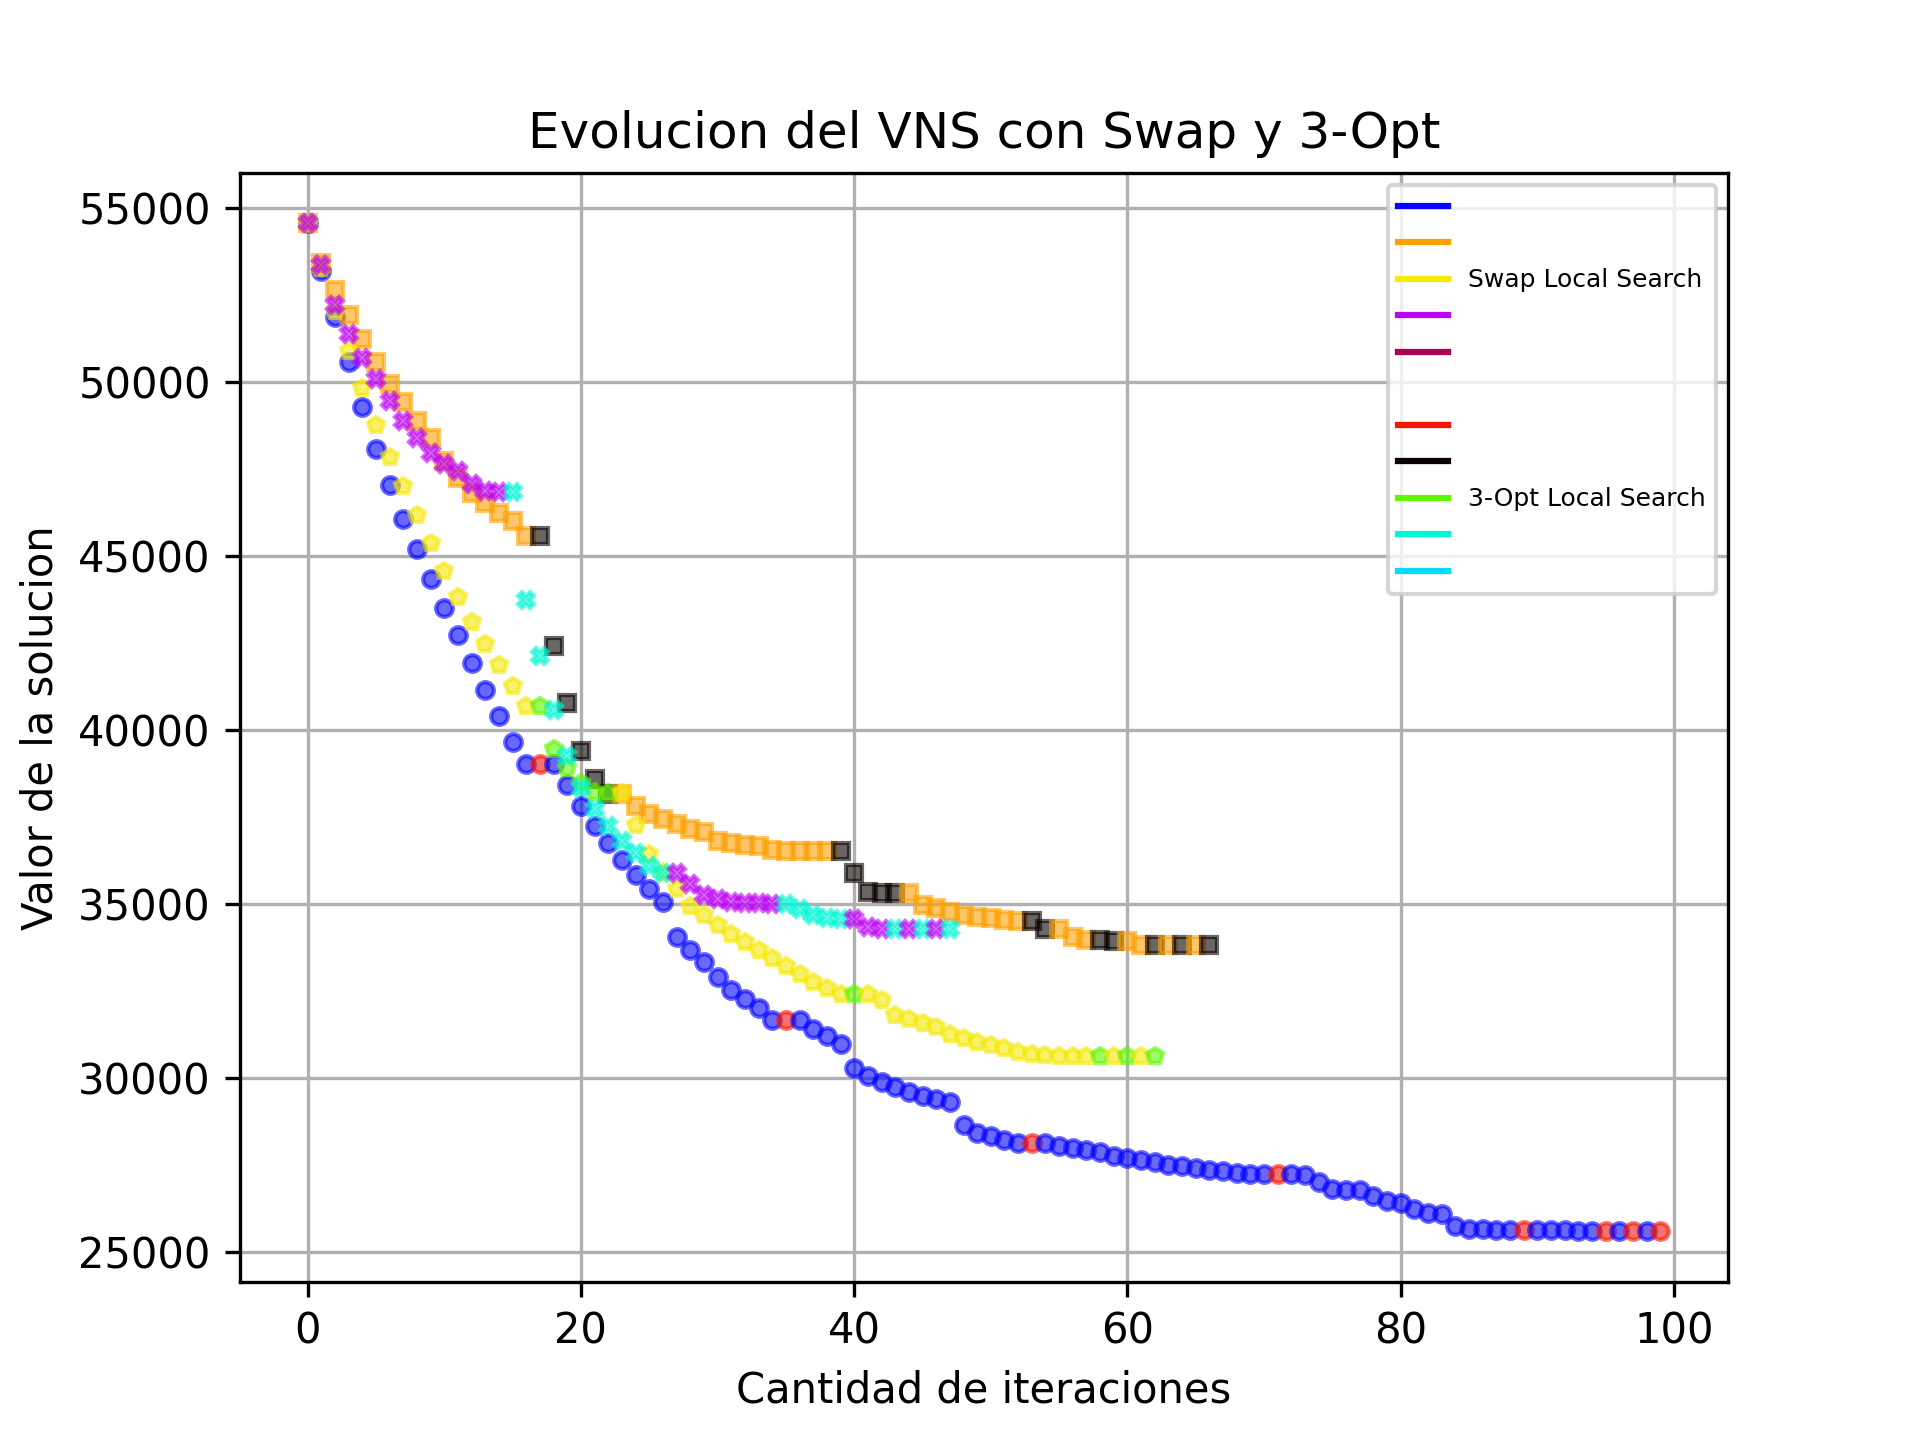 Evolucion del VNS con Swap y 3-Opt
55000
50000
45000
40000
35000
30000
25000
Valor de la solucion
Swap Local Search
3-Opt Local Search
0 20 40 60 80 100
Cantidad de iteraciones